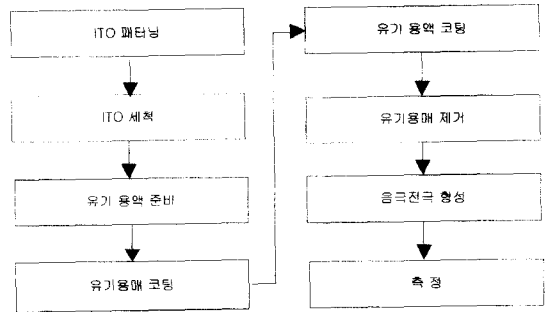 ITO 패터닝
ITO 세척
유기 용액 준비
유기용매 코팅
유기 용액 코팅
유기용매 제거
음극전극 형성
측 정